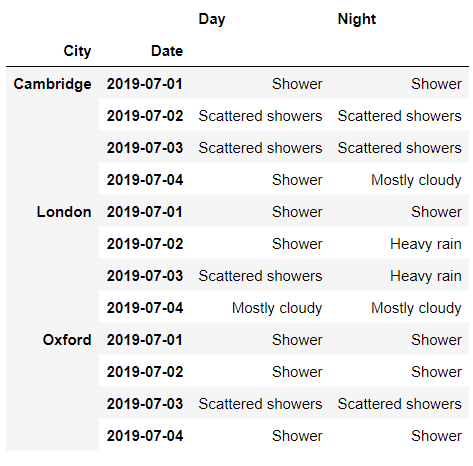 Day Night
City Date
Cambridge 2019-07-01 Shower Shower
2019-07-02 Scattered showers Scattered showers
2019-07-03 Scattered showers Scattered showers
2019-07-04 Shower Mostly cloudy
London 2019-07-01 Shower Shower
2019-07-02 Shower Heavy rain
2019-07-03 Scattered showers Heavy rain
2019-07-04 Mostly cloudy Mostly cloudy
Oxford 2019-07-01 Shower Shower
2019-07-02 Shower Shower
2019-07-03 Scattered showers Scattered showers
2019-07-04 Shower Shower